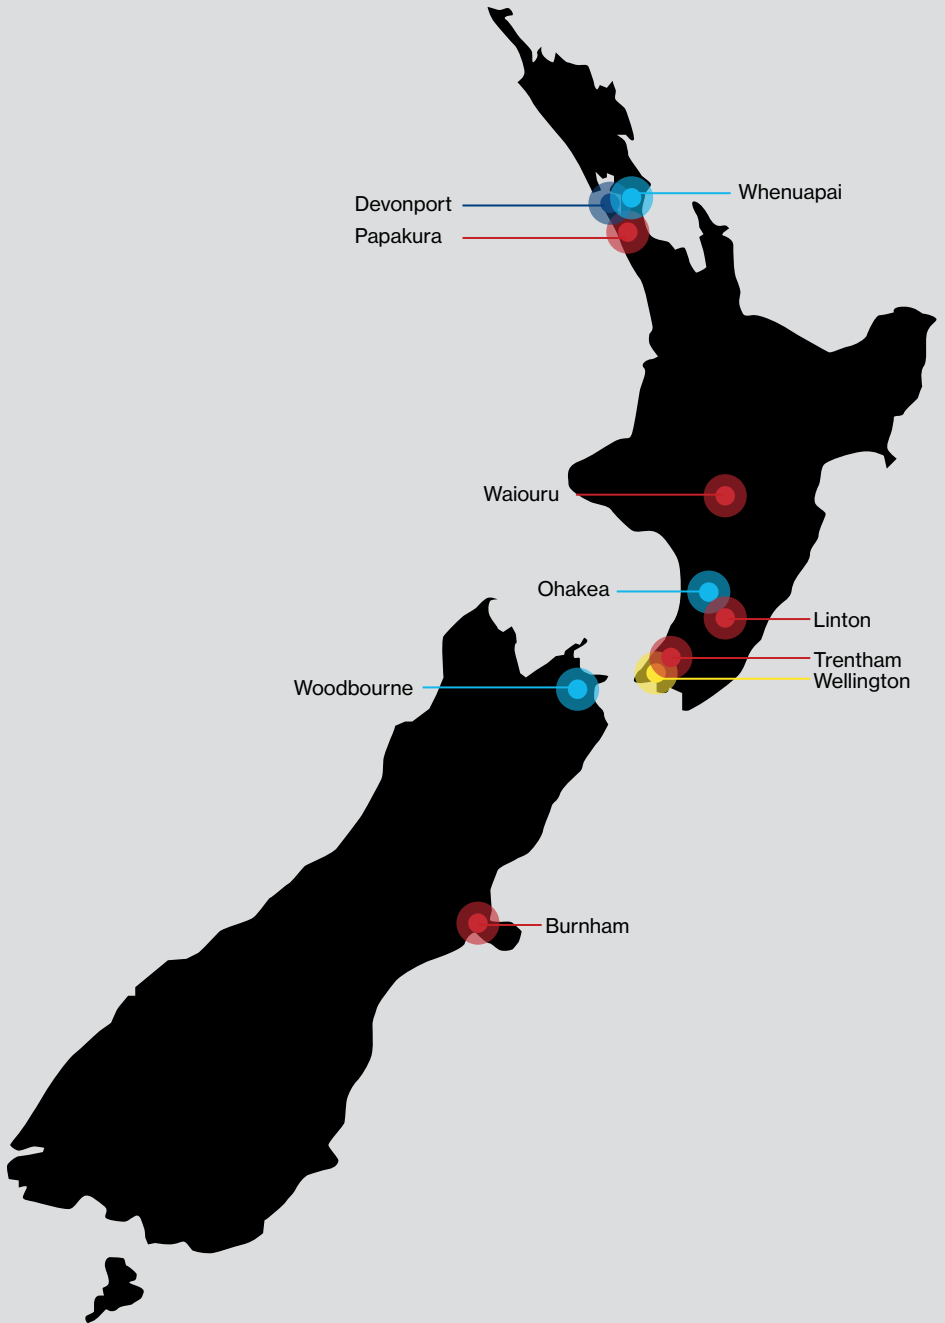 Whenuapai
Devonport
Papakura
Waiouru
Ohakea
Linton
Trentham
Wellington
Woodbourne
Burnham